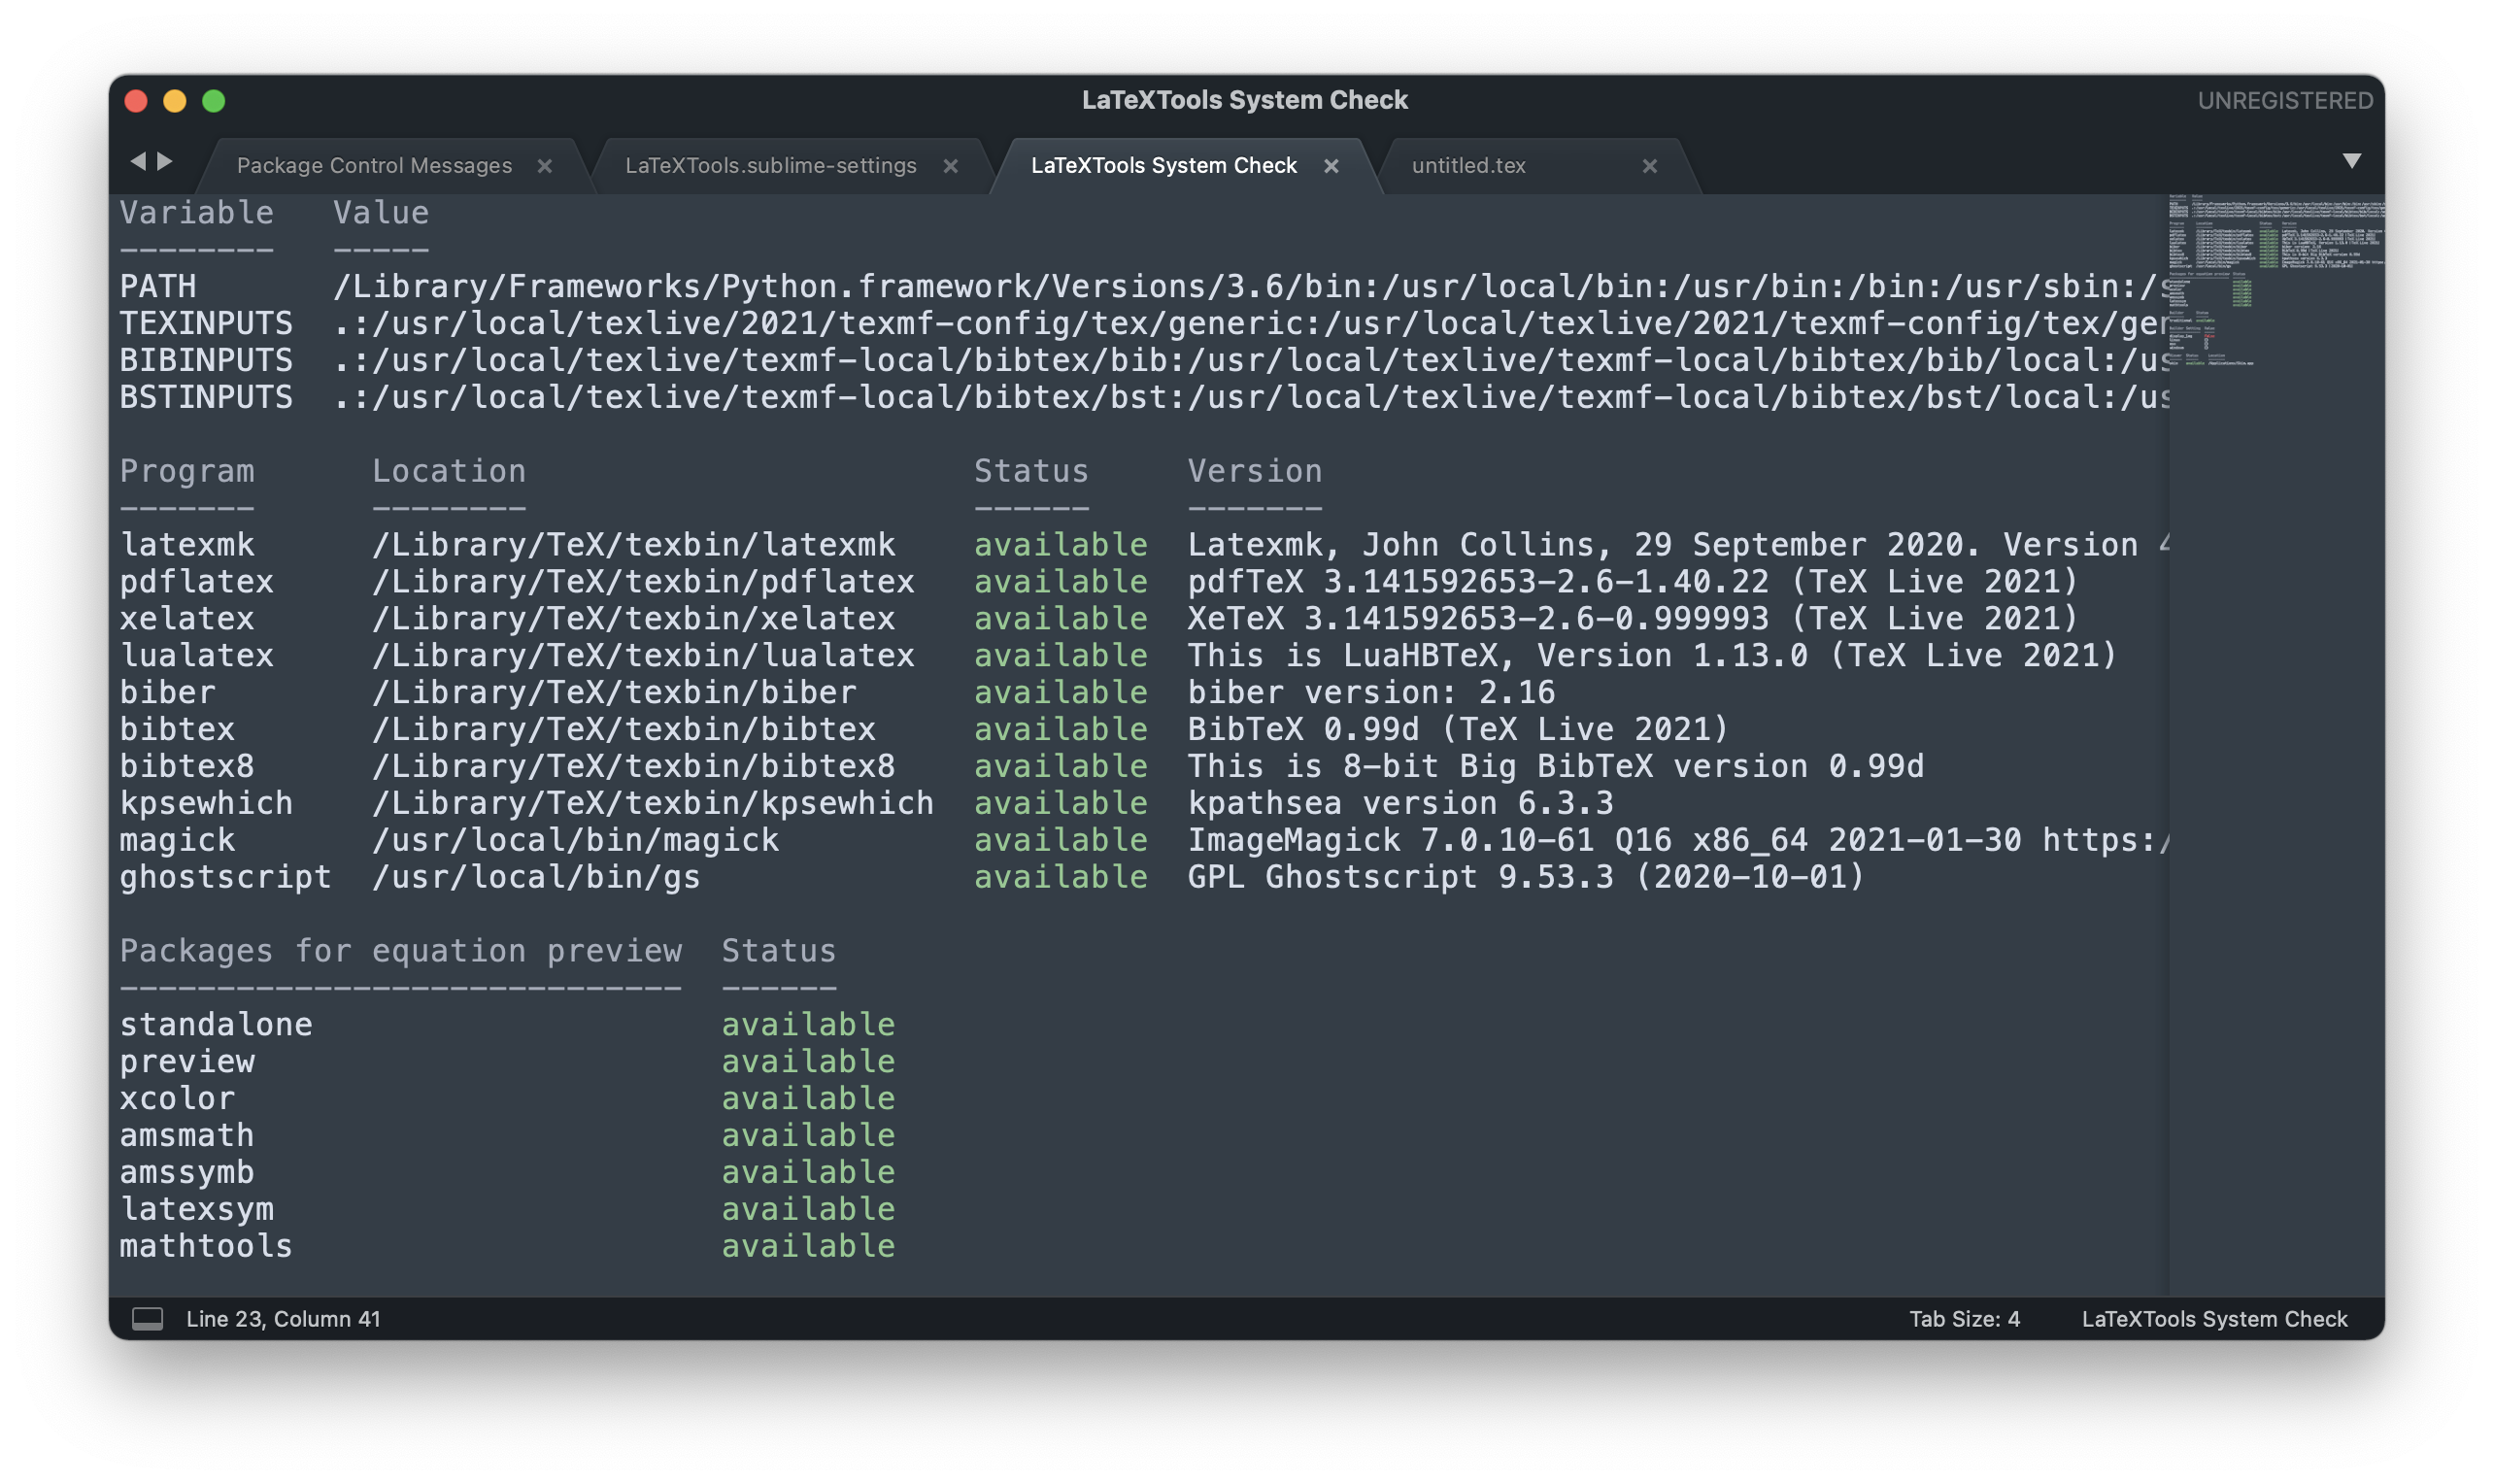 LaTeXTools System Check
UNREGISTERED
Package Control Messages
LaTeXTools.sublime-settings
LaTeXTools System Check
untitled.tex
Variable   Value
--------   -----
PATH       /Library/Frameworks/Python.framework/Versions/3.6/bin:/usr/local/bin:/usr/bin:/bin:/usr/sbin:/s
TEXINPUTS  .:/usr/local/texlive/2021/texmf-config/tex/generic:/usr/local/texlive/2021/texmf-config/tex/gen
BIBINPUTS  .:/usr/local/texlive/texmf-local/bibtex/bib:/usr/local/texlive/texmf-local/bibtex/bib/local:/us
BSTINPUTS  .:/usr/local/texlive/texmf-local/bibtex/bst:/usr/local/texlive/texmf-local/bibtex/bst/local:/us
Program      Location                       Status     Version
-------      --------                       ------     -------
latexmk      /Library/TeX/texbin/latexmk    available  Latexmk, John Collins, 29 September 2020. Version 4
pdflatex     /Library/TeX/texbin/pdflatex   available  pdfTeX 3.141592653-2.6-1.40.22 (TeX Live 2021)
xelatex      /Library/TeX/texbin/xelatex    available  XeTeX 3.141592653-2.6-0.999993 (TeX Live 2021)
lualatex     /Library/TeX/texbin/lualatex   available  This is LuaHBTeX, Version 1.13.0 (TeX Live 2021)
biber        /Library/TeX/texbin/biber      available  biber version: 2.16
bibtex       /Library/TeX/texbin/bibtex     available  BibTeX 0.99d (TeX Live 2021)
bibtex8      /Library/TeX/texbin/bibtex8    available  This is 8-bit Big BibTeX version 0.99d
kpsewhich    /Library/TeX/texbin/kpsewhich  available  kpathsea version 6.3.3
magick       /usr/local/bin/magick          available  ImageMagick 7.0.10-61 Q16 x86_64 2021-01-30 https:/
ghostscript  /usr/local/bin/gs              available  GPL Ghostscript 9.53.3 (2020-10-01)
Packages for equation preview  Status
-----------------------------  ------
standalone                     available
preview                        available
xcolor                         available
amsmath                        available
amssymb                        available
latexsym                       available
mathtools                      available
Line 23, Column 41
Tab Size: 4
LaTeXTools System Check